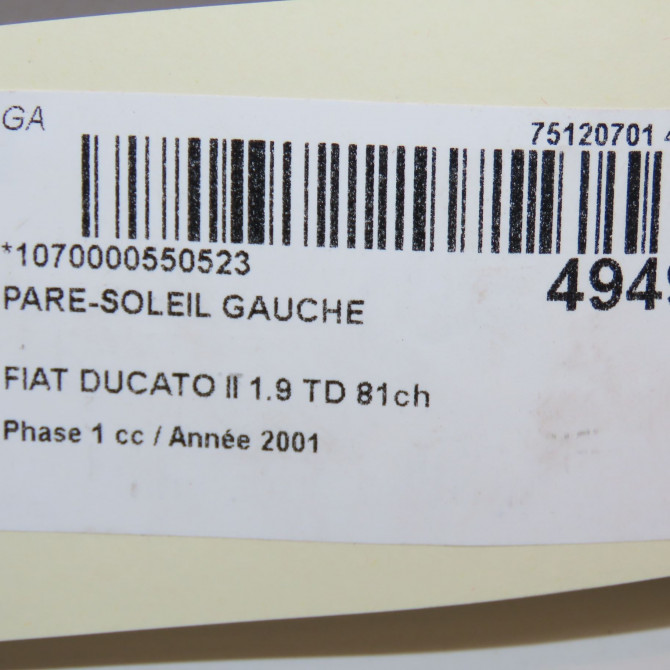 GA
75120701
*1070000550523
PARE-SOLEIL GAUCHE
FIAT DUCATO II 1.9 TD 81ch
Phase 1 cc / Année 2001